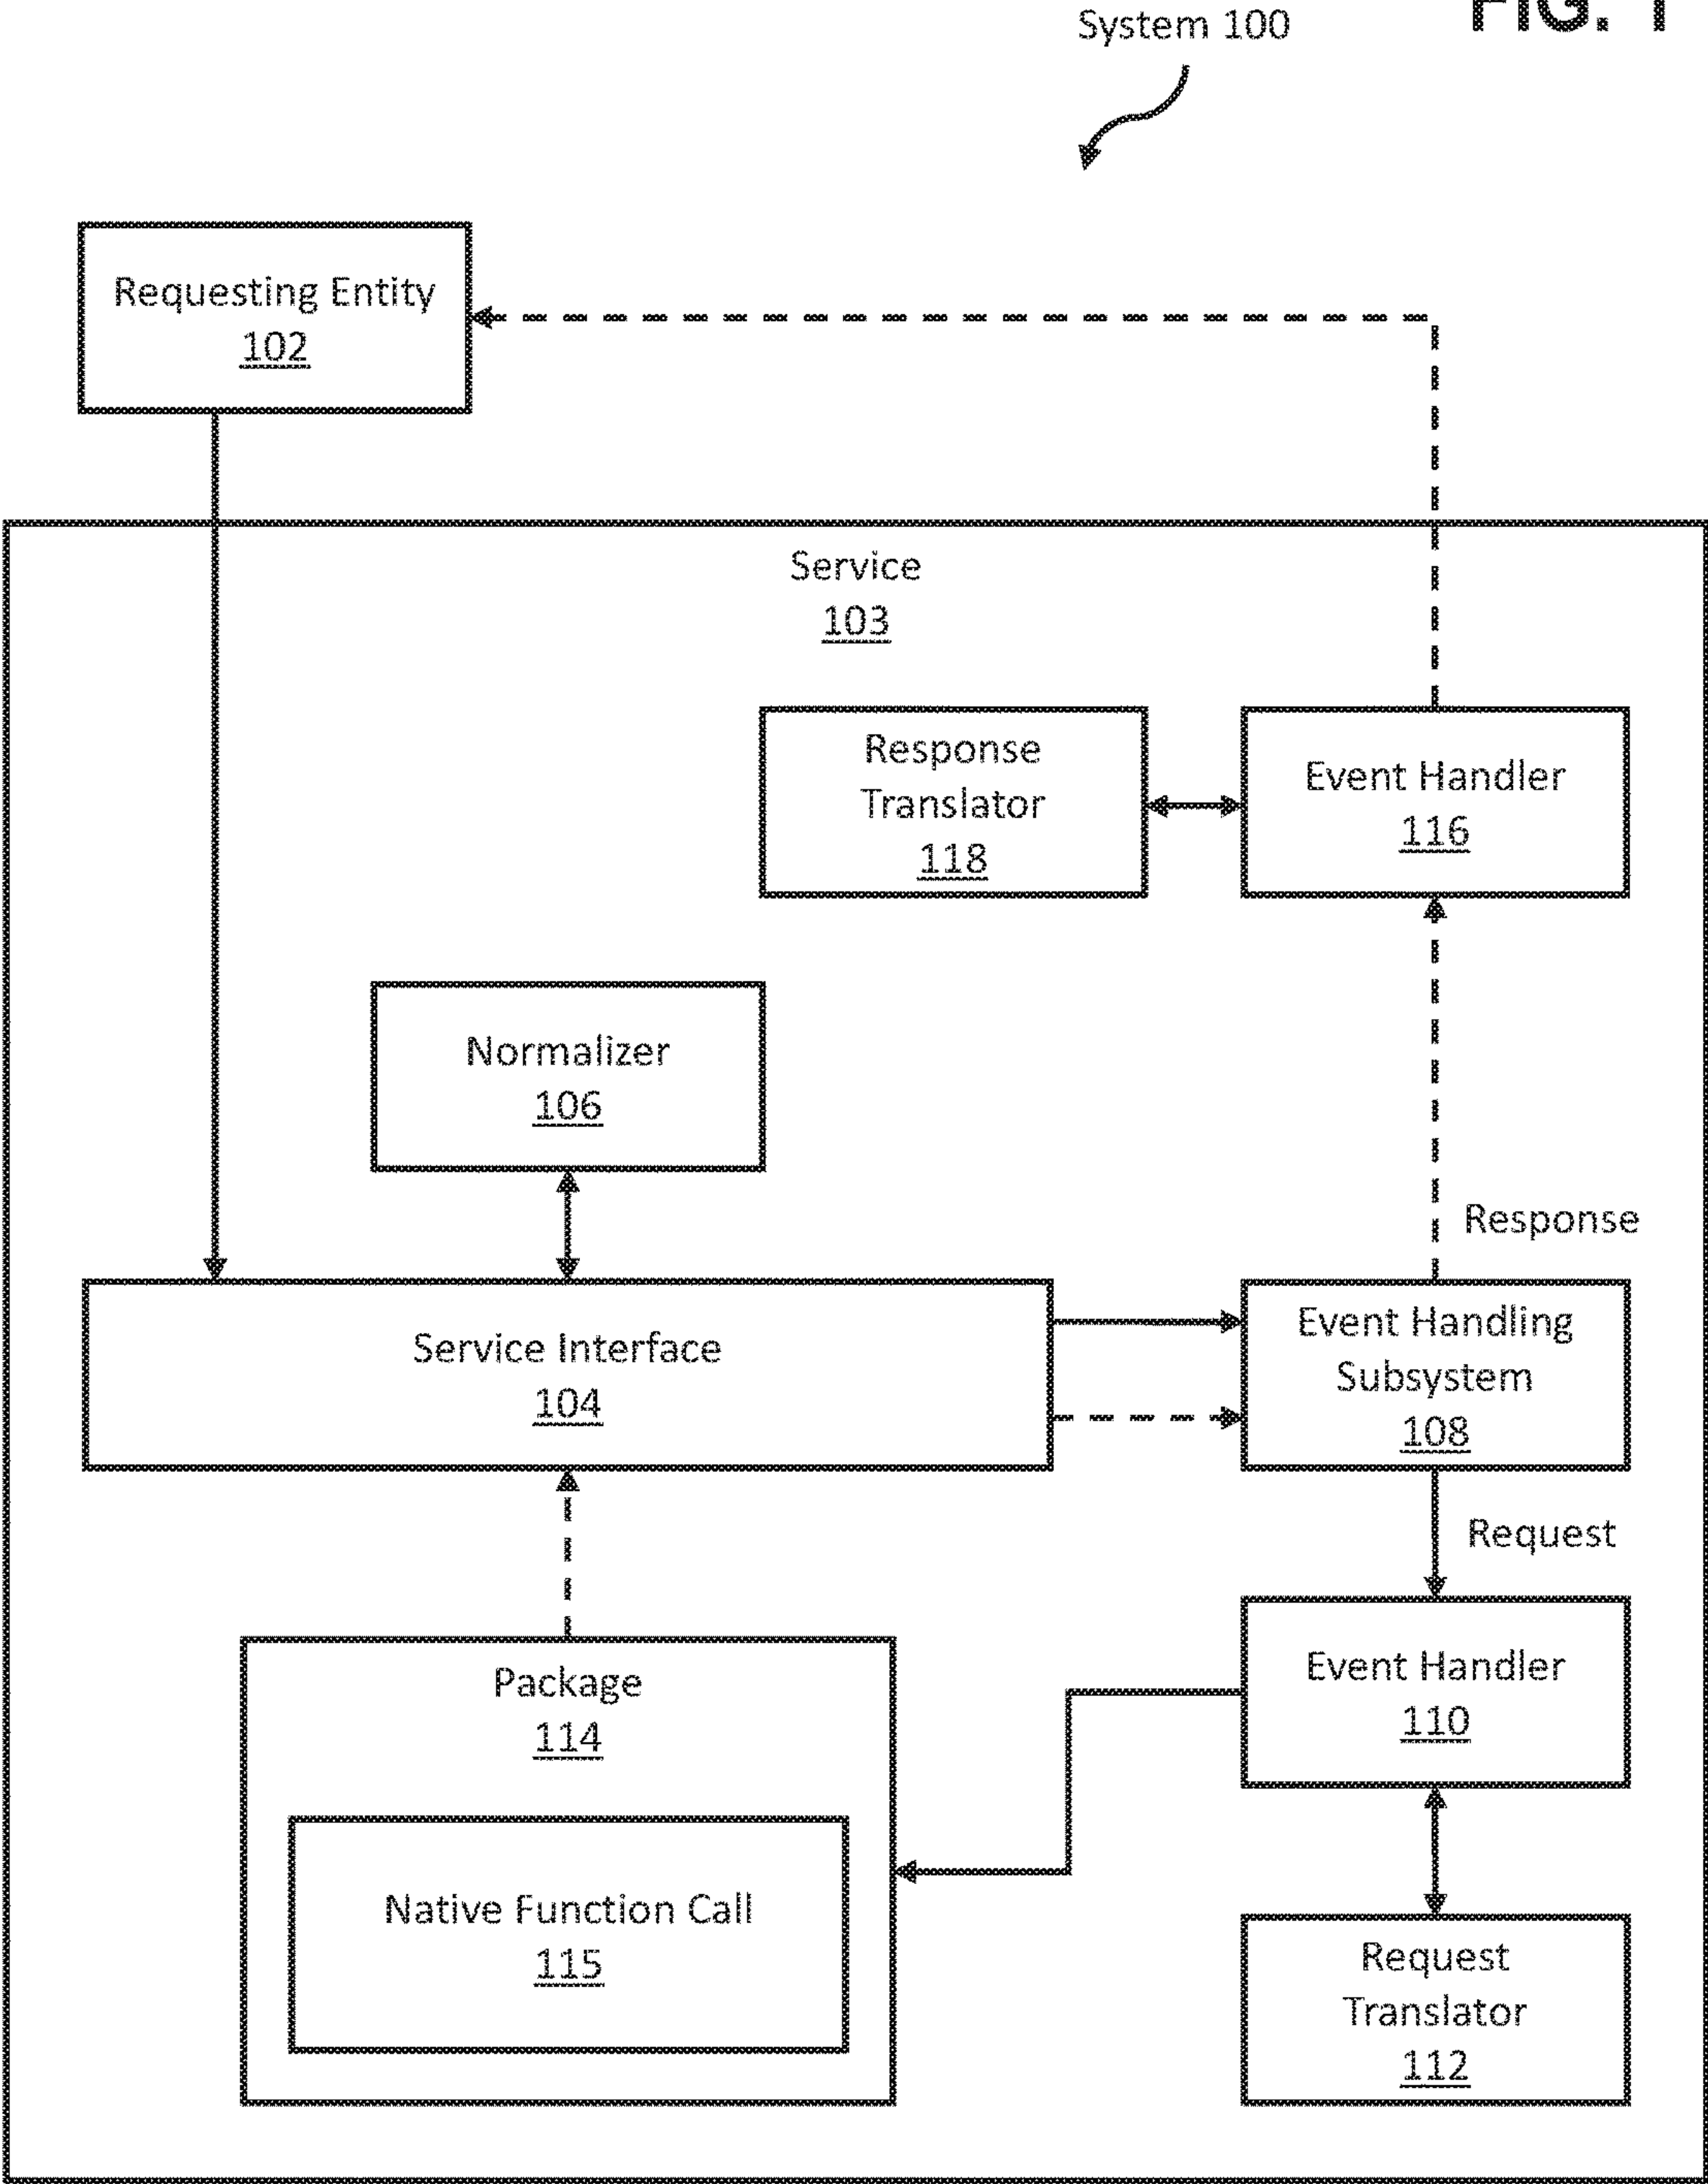 FIG. 1
System 100
Requesting Entity
102
Service
103
Response
Translator
118
Event Handler
116
Normalizer
106
Response
Service Interface
104
Event Handling
Subsystem
108
Request
Package
114
Event Handler
110
Native Function Call
115
Request
Translator
112